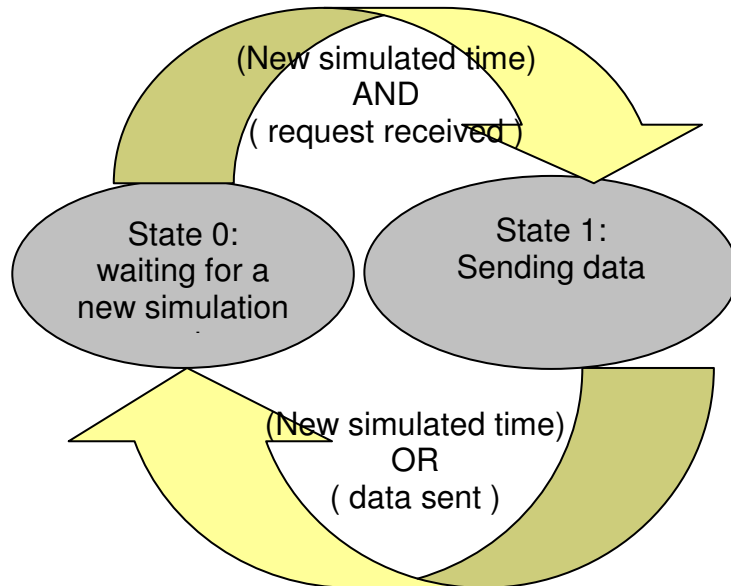 (New simulated time)
AND
( request received )
State 0:
waiting for a
new simulation
State 1:
Sending data
(New simulated time)
OR
( data sent )